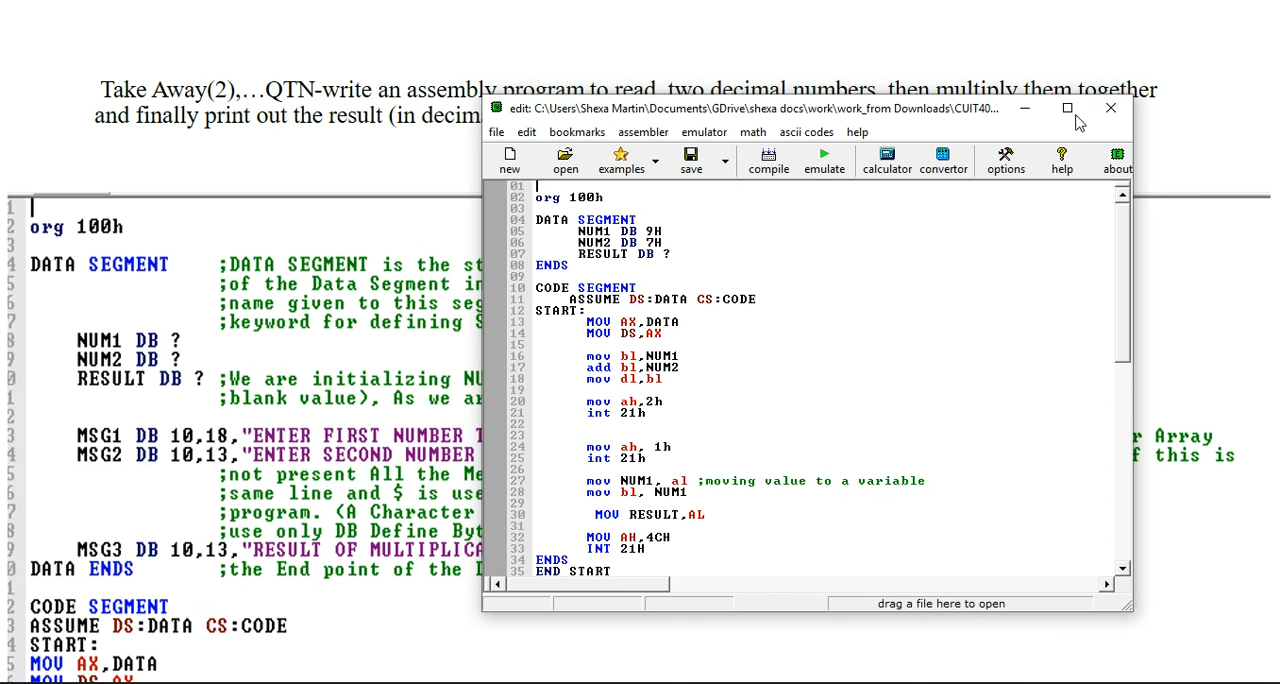 Take Away(2),...QTN-write an assembly program to read two decimal numbers, then multiply them together
and finally print out the result (in decim
edit: C:\Users\Shexa Martin\Documents\GDrive\shexa docs\work\work_from Downloads\CUIT40...
file edit bookmarks assembler emulator math ascii codes help
new open examples save compile emulate calculator convertor options help about
01
02 org 100h
03
04 DATA SEGMENT
05 NUM1 DB 9H
06 NUM2 DB 7H
07 RESULT DB ?
08 ENDS
09
10 CODE SEGMENT
11 ASSUME DS:DATA CS:CODE
12 START:
13 MOV AX,DATA
14 MOV DS,AX
15
16 mov bl,NUM1
17 add bl,NUM2
18 mov dl,bl
19
20 mov ah,2h
21 int 21h
22
23
24 mov ah, 1h
25 int 21h
26
27 mov NUM1, al ;moving value to a variable
28 mov bl, NUM1
29
30 MOV RESULT,AL
31
32 MOV AH,4CH
33 INT 21H
34 ENDS
35 END START
drag a file here to open
1
2 org 100h
3
4 DATA SEGMENT ;DATA SEGMENT is the st
5 ;of the Data Segment in
6 ;name given to this seg
7 ;keyword for defining S
8 NUM1 DB ?
9 NUM2 DB ?
0 RESULT DB ? ;We are initializing NU
1 ;blank value), As we ar
2
3 MSG1 DB 10,18,"ENTER FIRST NUMBER T r Array
4 MSG2 DB 10,13,"ENTER SECOND NUMBER f this is
5 ;not present All the Me
6 ;same line and $ is use
7 ;program. (A Character
8 ;use only DB Define Byt
9 MSG3 DB 10,13,"RESULT OF MULTIPLICA
0 DATA ENDS ;the End point of the D
1
2 CODE SEGMENT
3 ASSUME DS:DATA CS:CODE
4 START:
5 MOV AX,DATA
MOV DS,AX